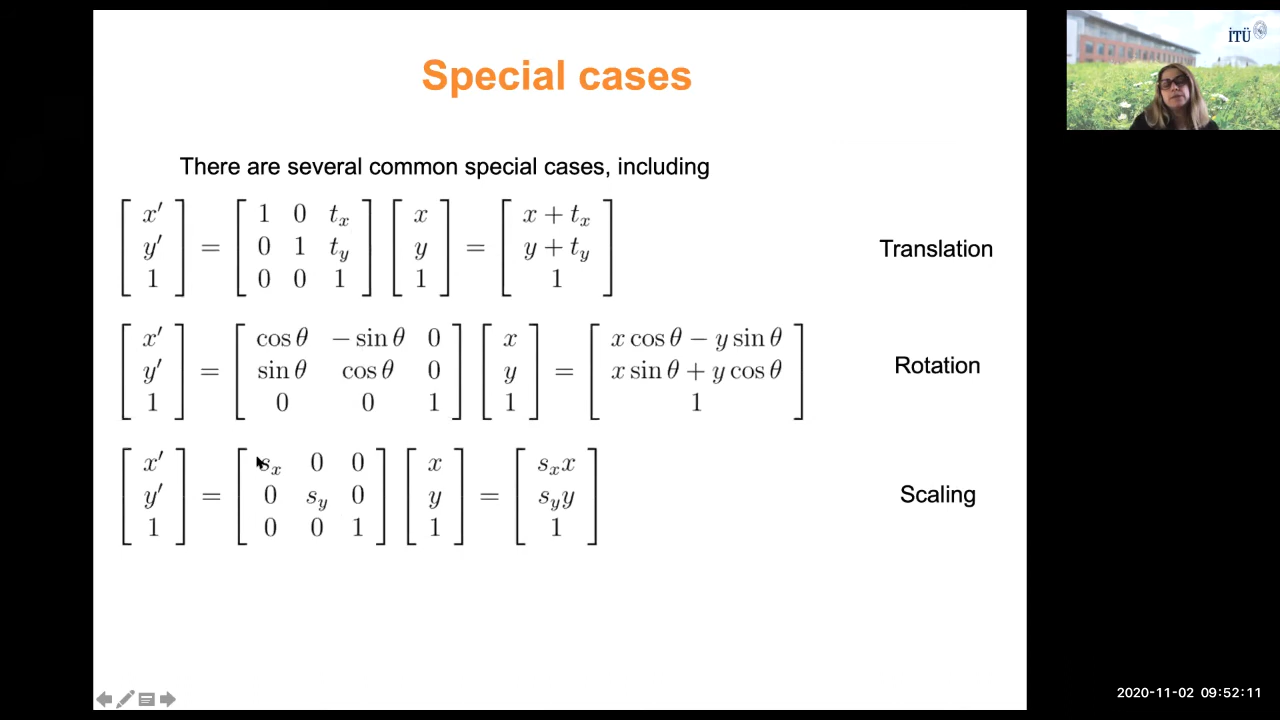 Special cases
There are several common special cases, including
[ x′ y′ 1 ] = [ 1 0 t_x ; 0 1 t_y ; 0 0 1 ] [ x y 1 ] = [ x + t_x ; y + t_y ; 1 ] Translation
[ x′ y′ 1 ] = [ cos θ − sin θ 0 ; sin θ cos θ 0 ; 0 0 1 ] [ x y 1 ] = [ x cos θ − y sin θ ; x sin θ + y cos θ ; 1 ] Rotation
[ x′ y′ 1 ] = [ s_x 0 0 ; 0 s_y 0 ; 0 0 1 ] [ x y 1 ] = [ s_x x ; s_y y ; 1 ] Scaling
İTÜ
2020-11-02 09:52:11